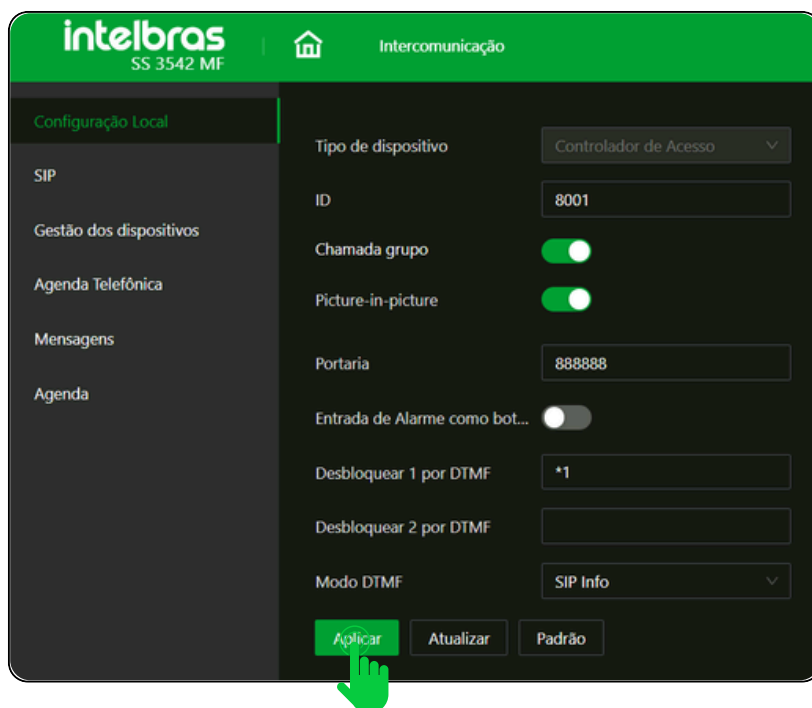 intelbras
SS 3542 MF
Intercomunicação
Configuração Local
SIP
Gestão dos dispositivos
Agenda Telefônica
Mensagens
Agenda
Tipo de dispositivo Controlador de Acesso
ID 8001
Chamada grupo
Picture-in-picture
Portaria 888888
Entrada de Alarme como bot...
Desbloquear 1 por DTMF *1
Desbloquear 2 por DTMF
Modo DTMF SIP Info
Aplicar Atualizar Padrão